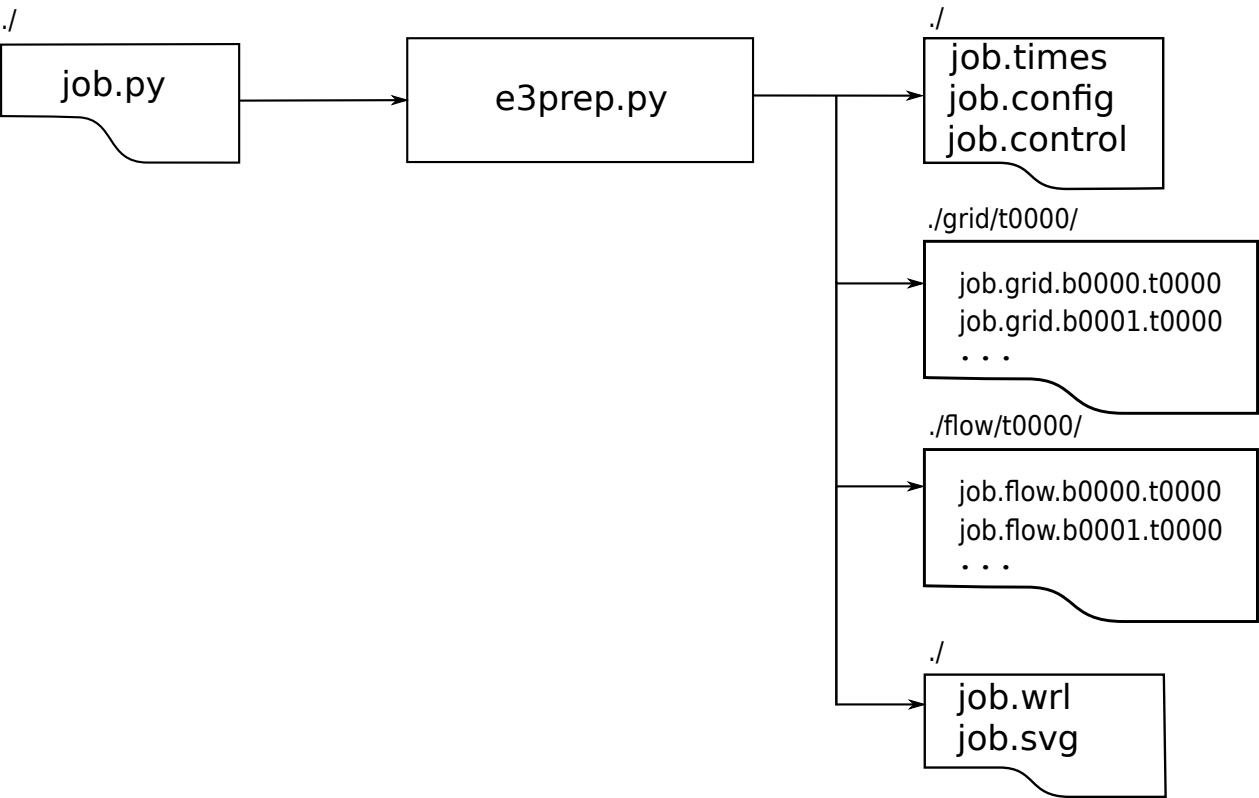 ./
job.py
e3prep.py
./
job.times
job.config
job.control
./grid/t0000/
job.grid.b0000.t0000
job.grid.b0001.t0000
. . .
./flow/t0000/
job.flow.b0000.t0000
job.flow.b0001.t0000
. . .
./
job.wrl
job.svg